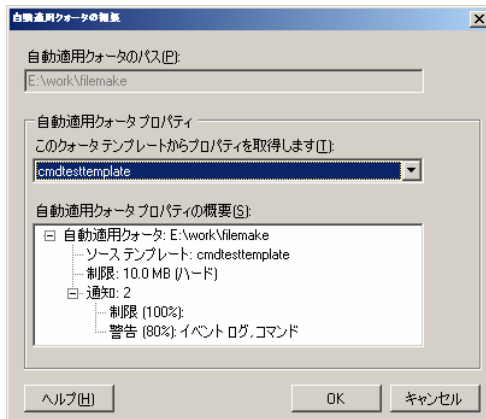 自動適用クォータの編集
自動適用クォータのパス(P):
E:\work\filemake
自動適用クォータ プロパティ
このクォータ テンプレートからプロパティを取得します(T):
cmdtesttemplate
自動適用クォータ プロパティの概要(S):
自動適用クォータ: E:\work\filemake
ソース テンプレート: cmdtesttemplate
制限: 10.0 MB (ハード)
通知: 2
制限 (100%):
警告 (80%): イベント ログ, コマンド
ヘルプ(H)
OK
キャンセル